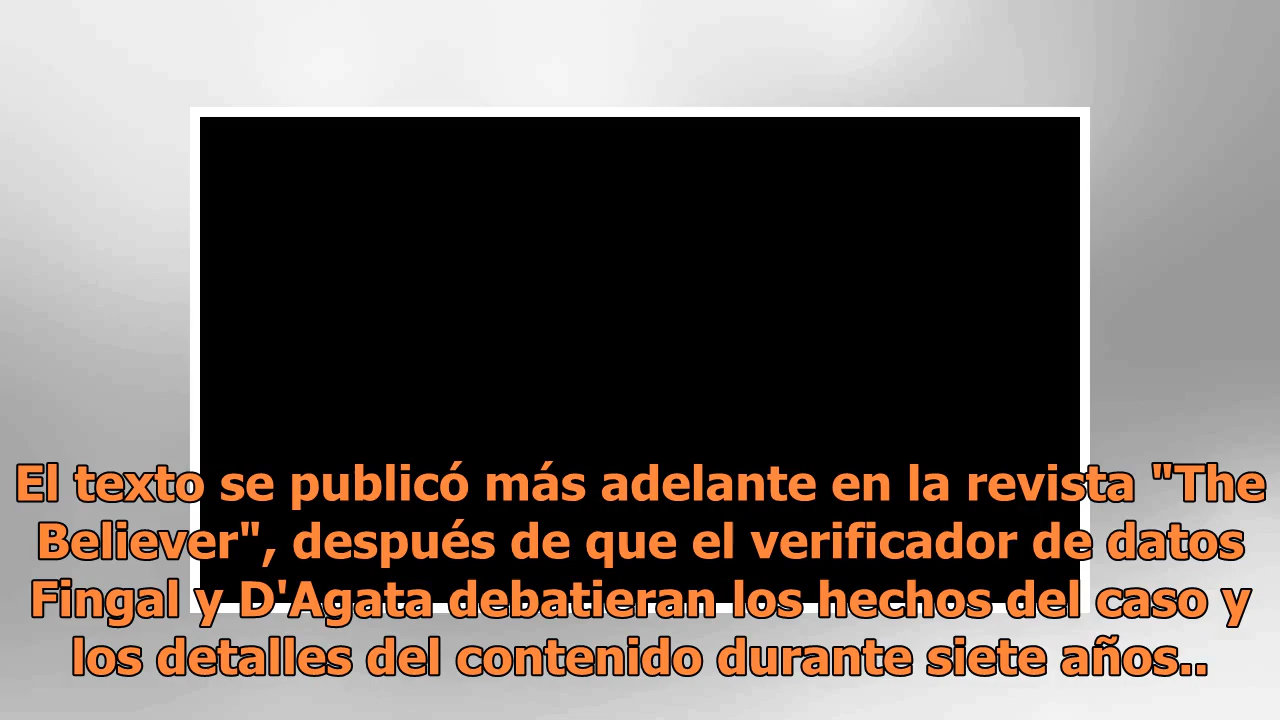 El texto se publicó más adelante en la revista "The
Believer", después de que el verificador de datos
Fingal y D'Agata debatieran los hechos del caso y
los detalles del contenido durante siete años..